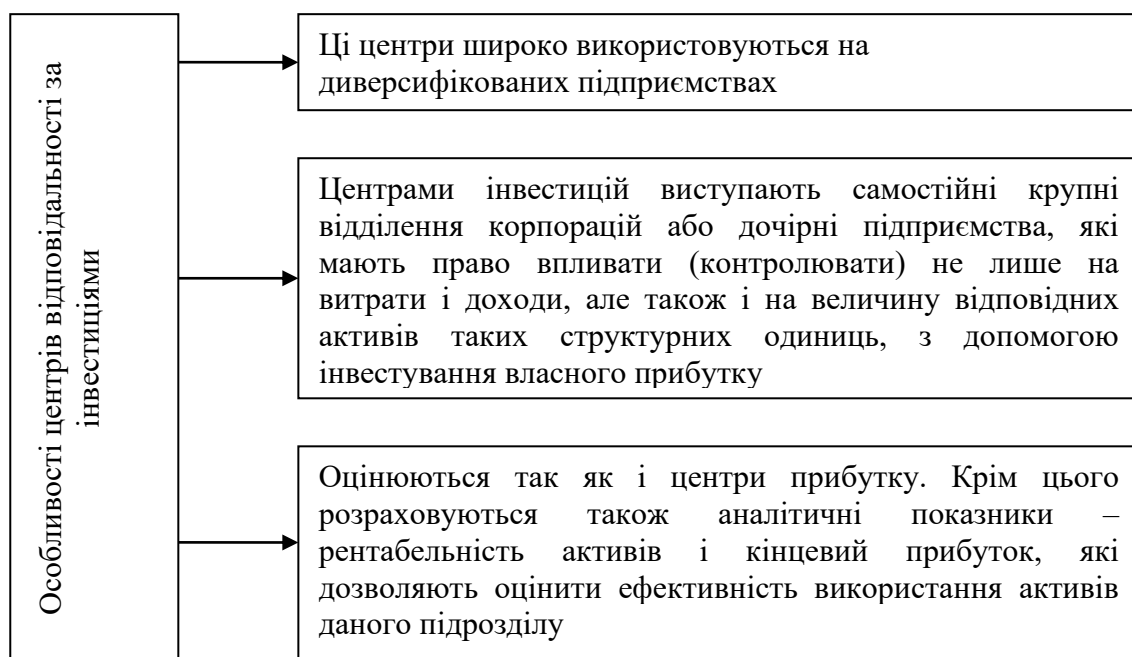 Особливості центрів відповідальності за
інвестиціями
Ці центри широко використовуються на
диверсифікованих підприємствах
Центрами інвестицій виступають самостійні крупні
відділення корпорацій або дочірні підприємства, які
мають право впливати (контролювати) не лише на
витрати і доходи, але також і на величину відповідних
активів таких структурних одиниць, з допомогою
інвестування власного прибутку
Оцінюються так як і центри прибутку. Крім цього
розраховуються також аналітичні показники –
рентабельність активів і кінцевий прибуток, які
дозволяють оцінити ефективність використання активів
даного підрозділу